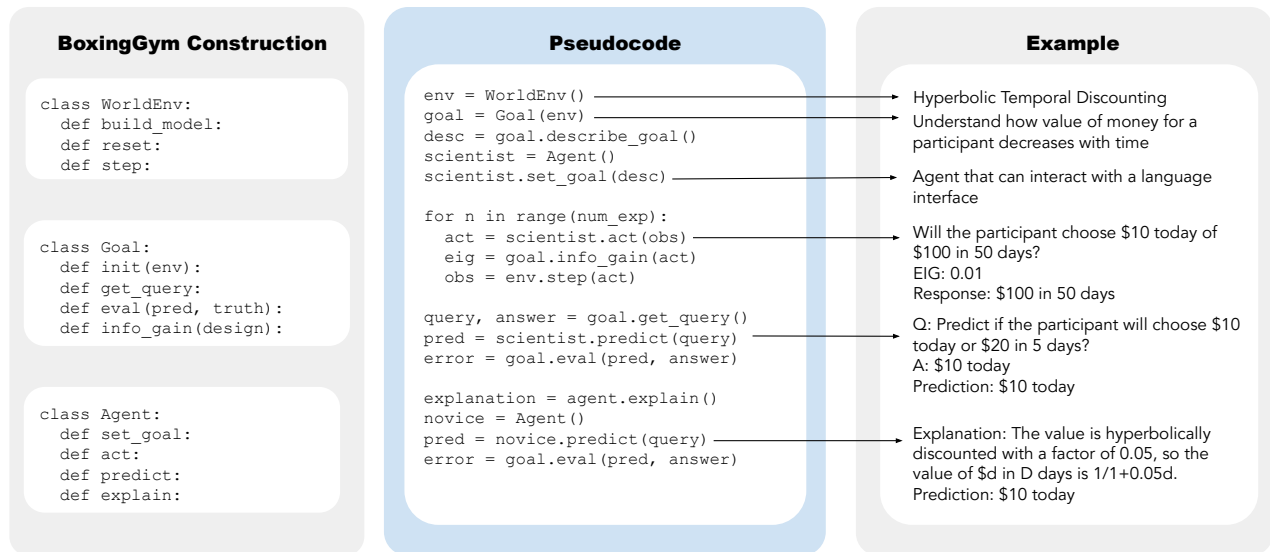 BoxingGym Construction
class WorldEnv:
  def build_model:
  def reset:
  def step:
class Goal:
  def init(env):
  def get_query:
  def eval(pred, truth):
  def info_gain(design):
class Agent:
  def set_goal:
  def act:
  def predict:
  def explain:
Pseudocode
env = WorldEnv()
goal = Goal(env)
desc = goal.describe_goal()
scientist = Agent()
scientist.set_goal(desc)
for n in range(num_exp):
  act = scientist.act(obs)
  eig = goal.info_gain(act)
  obs = env.step(act)
query, answer = goal.get_query()
pred = scientist.predict(query)
error = goal.eval(pred, answer)
explanation = agent.explain()
novice = Agent()
pred = novice.predict(query)
error = goal.eval(pred, answer)
Example
Hyperbolic Temporal Discounting
Understand how value of money for a
participant decreases with time
Agent that can interact with a language
interface
Will the participant choose $10 today of
$100 in 50 days?
EIG: 0.01
Response: $100 in 50 days
Q: Predict if the participant will choose $10
today or $20 in 5 days?
A: $10 today
Prediction: $10 today
Explanation: The value is hyperbolically
discounted with a factor of 0.05, so the
value of $d in D days is 1/1+0.05d.
Prediction: $10 today